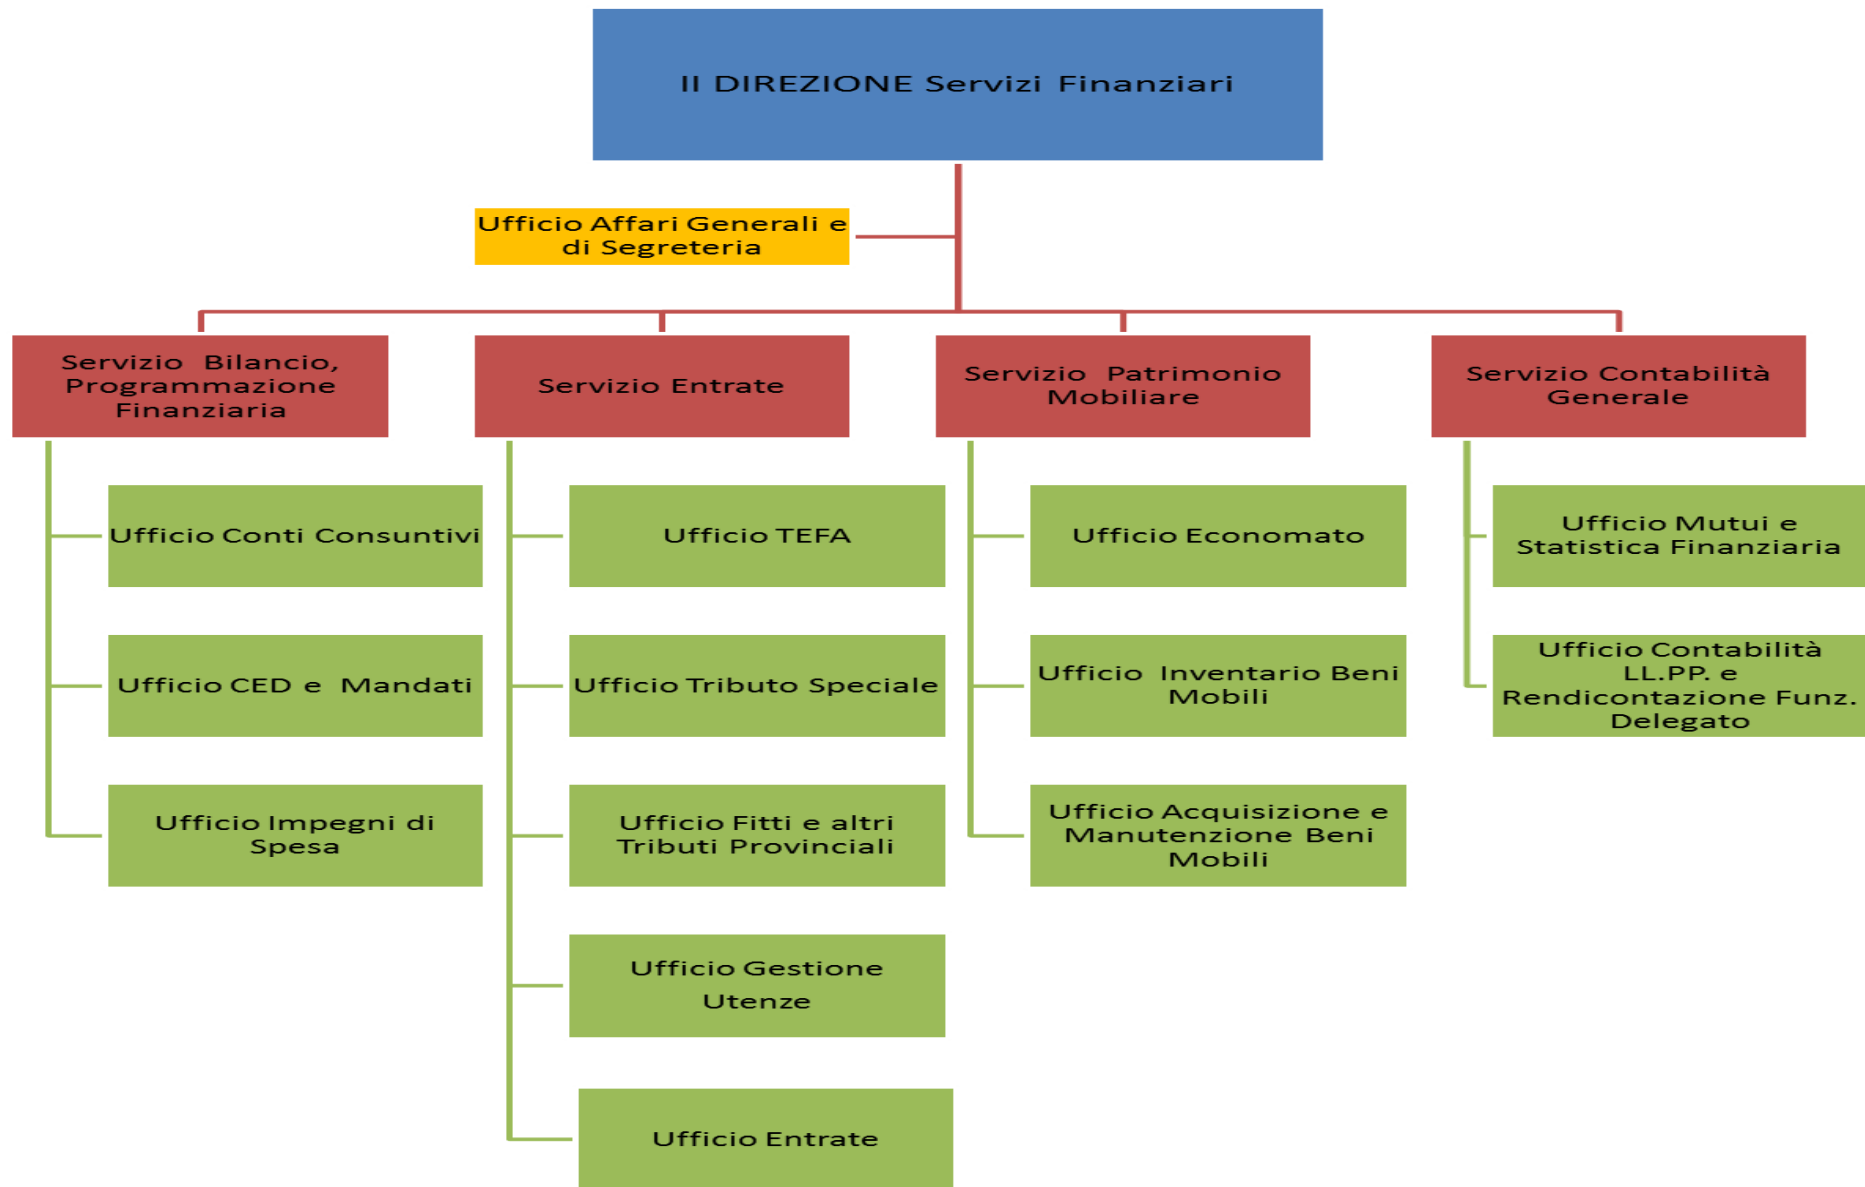 II DIREZIONE Servizi Finanziari
Ufficio Affari Generali e
di Segreteria
Servizio Bilancio,
Programmazione
Finanziaria
Servizio Entrate
Servizio Patrimonio
Mobiliare
Servizio Contabilità
Generale
Ufficio Conti Consuntivi
Ufficio CED e Mandati
Ufficio Impegni di
Spesa
Ufficio TEFA
Ufficio Tributo Speciale
Ufficio Fitti e altri
Tributi Provinciali
Ufficio Gestione
Utenze
Ufficio Entrate
Ufficio Economato
Ufficio Inventario Beni
Mobili
Ufficio Acquisizione e
Manutenzione Beni
Mobili
Ufficio Mutui e
Statistica Finanziaria
Ufficio Contabilità
LL.PP. e
Rendicontazione Funz.
Delegato